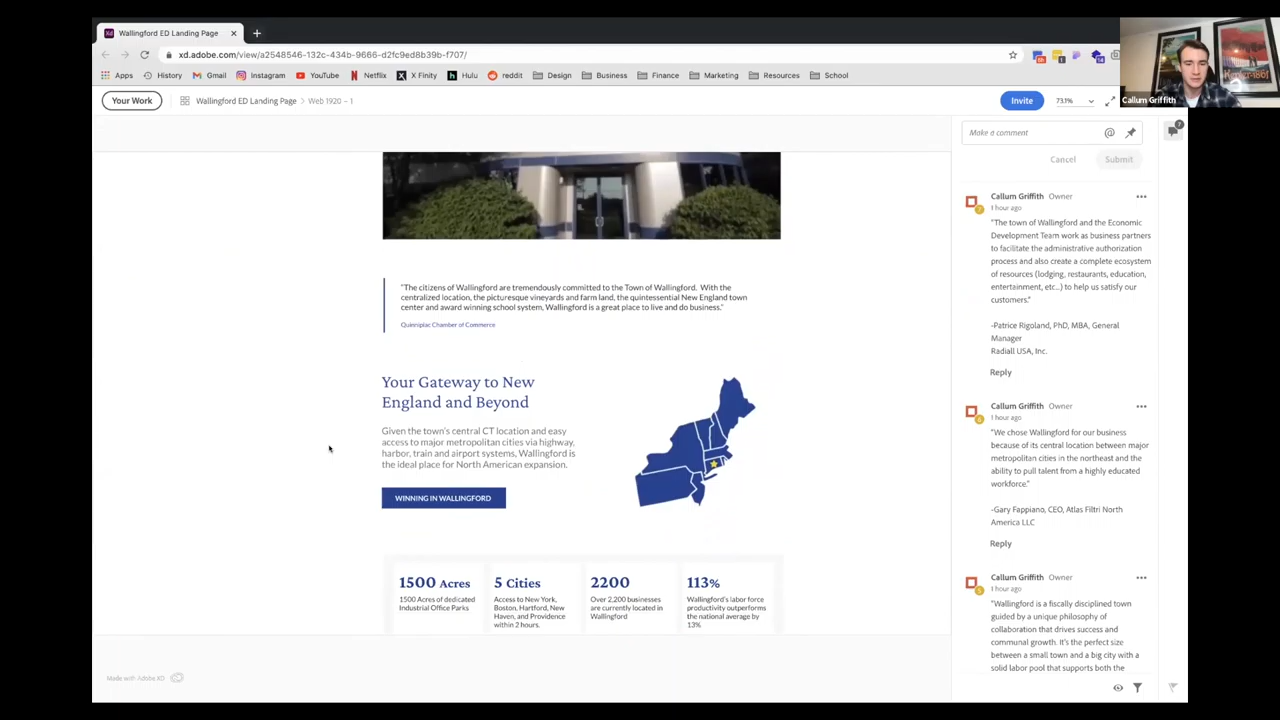 Wallingford ED Landing Page
xd.adobe.com/view/a2548546-132c-434b-9666-d2fc9ed8b39b-f707/
Apps
History
Gmail
Instagram
YouTube
Netflix
X Finity
Hulu
reddit
Design
Business
Finance
Marketing
Resources
School
Callum Griffith
Your Work
Wallingford ED Landing Page
Web 1920 – 1
Invite
73.1%
"The citizens of Wallingford are tremendously committed to the Town of Wallingford. With the
centralized location, the picturesque vineyards and farm land, the quintessential New England town
center and award winning school system, Wallingford is a great place to live and do business."
Quinnipiac Chamber of Commerce
Your Gateway to New
England and Beyond
Given the town's central CT location and easy
access to major metropolitan cities via highway,
harbor, train and airport systems, Wallingford is
the ideal place for North American expansion.
WINNING IN WALLINGFORD
1500 Acres
1500 Acres of dedicated
Industrial Office Parks
5 Cities
Access to New York,
Boston, Hartford, New
Haven, and Providence
within 2 hours.
2200
Over 2,200 businesses
are currently located in
Wallingford
113%
Wallingford's labor force
productivity outperforms
the national average by
13%
Made with Adobe XD
Make a comment
@
7
Cancel
Submit
Callum Griffith Owner
1 hour ago
"The town of Wallingford and the Economic
Development Team work as business partners
to facilitate the administrative authorization
process and also create a complete ecosystem
of resources (lodging, restaurants, education,
entertainment, etc...) to help us satisfy our
customers."
-Patrice Rigoland, PhD, MBA, General
Manager
Radiall USA, Inc.
Reply
Callum Griffith Owner
1 hour ago
"We chose Wallingford for our business
because of its central location between major
metropolitan cities in the northeast and the
ability to pull talent from a highly educated
workforce."
-Gary Fappiano, CEO, Atlas Filtri North
America LLC
Reply
Callum Griffith Owner
1 hour ago
"Wallingford is a fiscally disciplined town
guided by a unique philosophy of
collaboration that drives success and
communal growth. It's the perfect size
between a small town and a big city with a
solid labor pool that supports both the